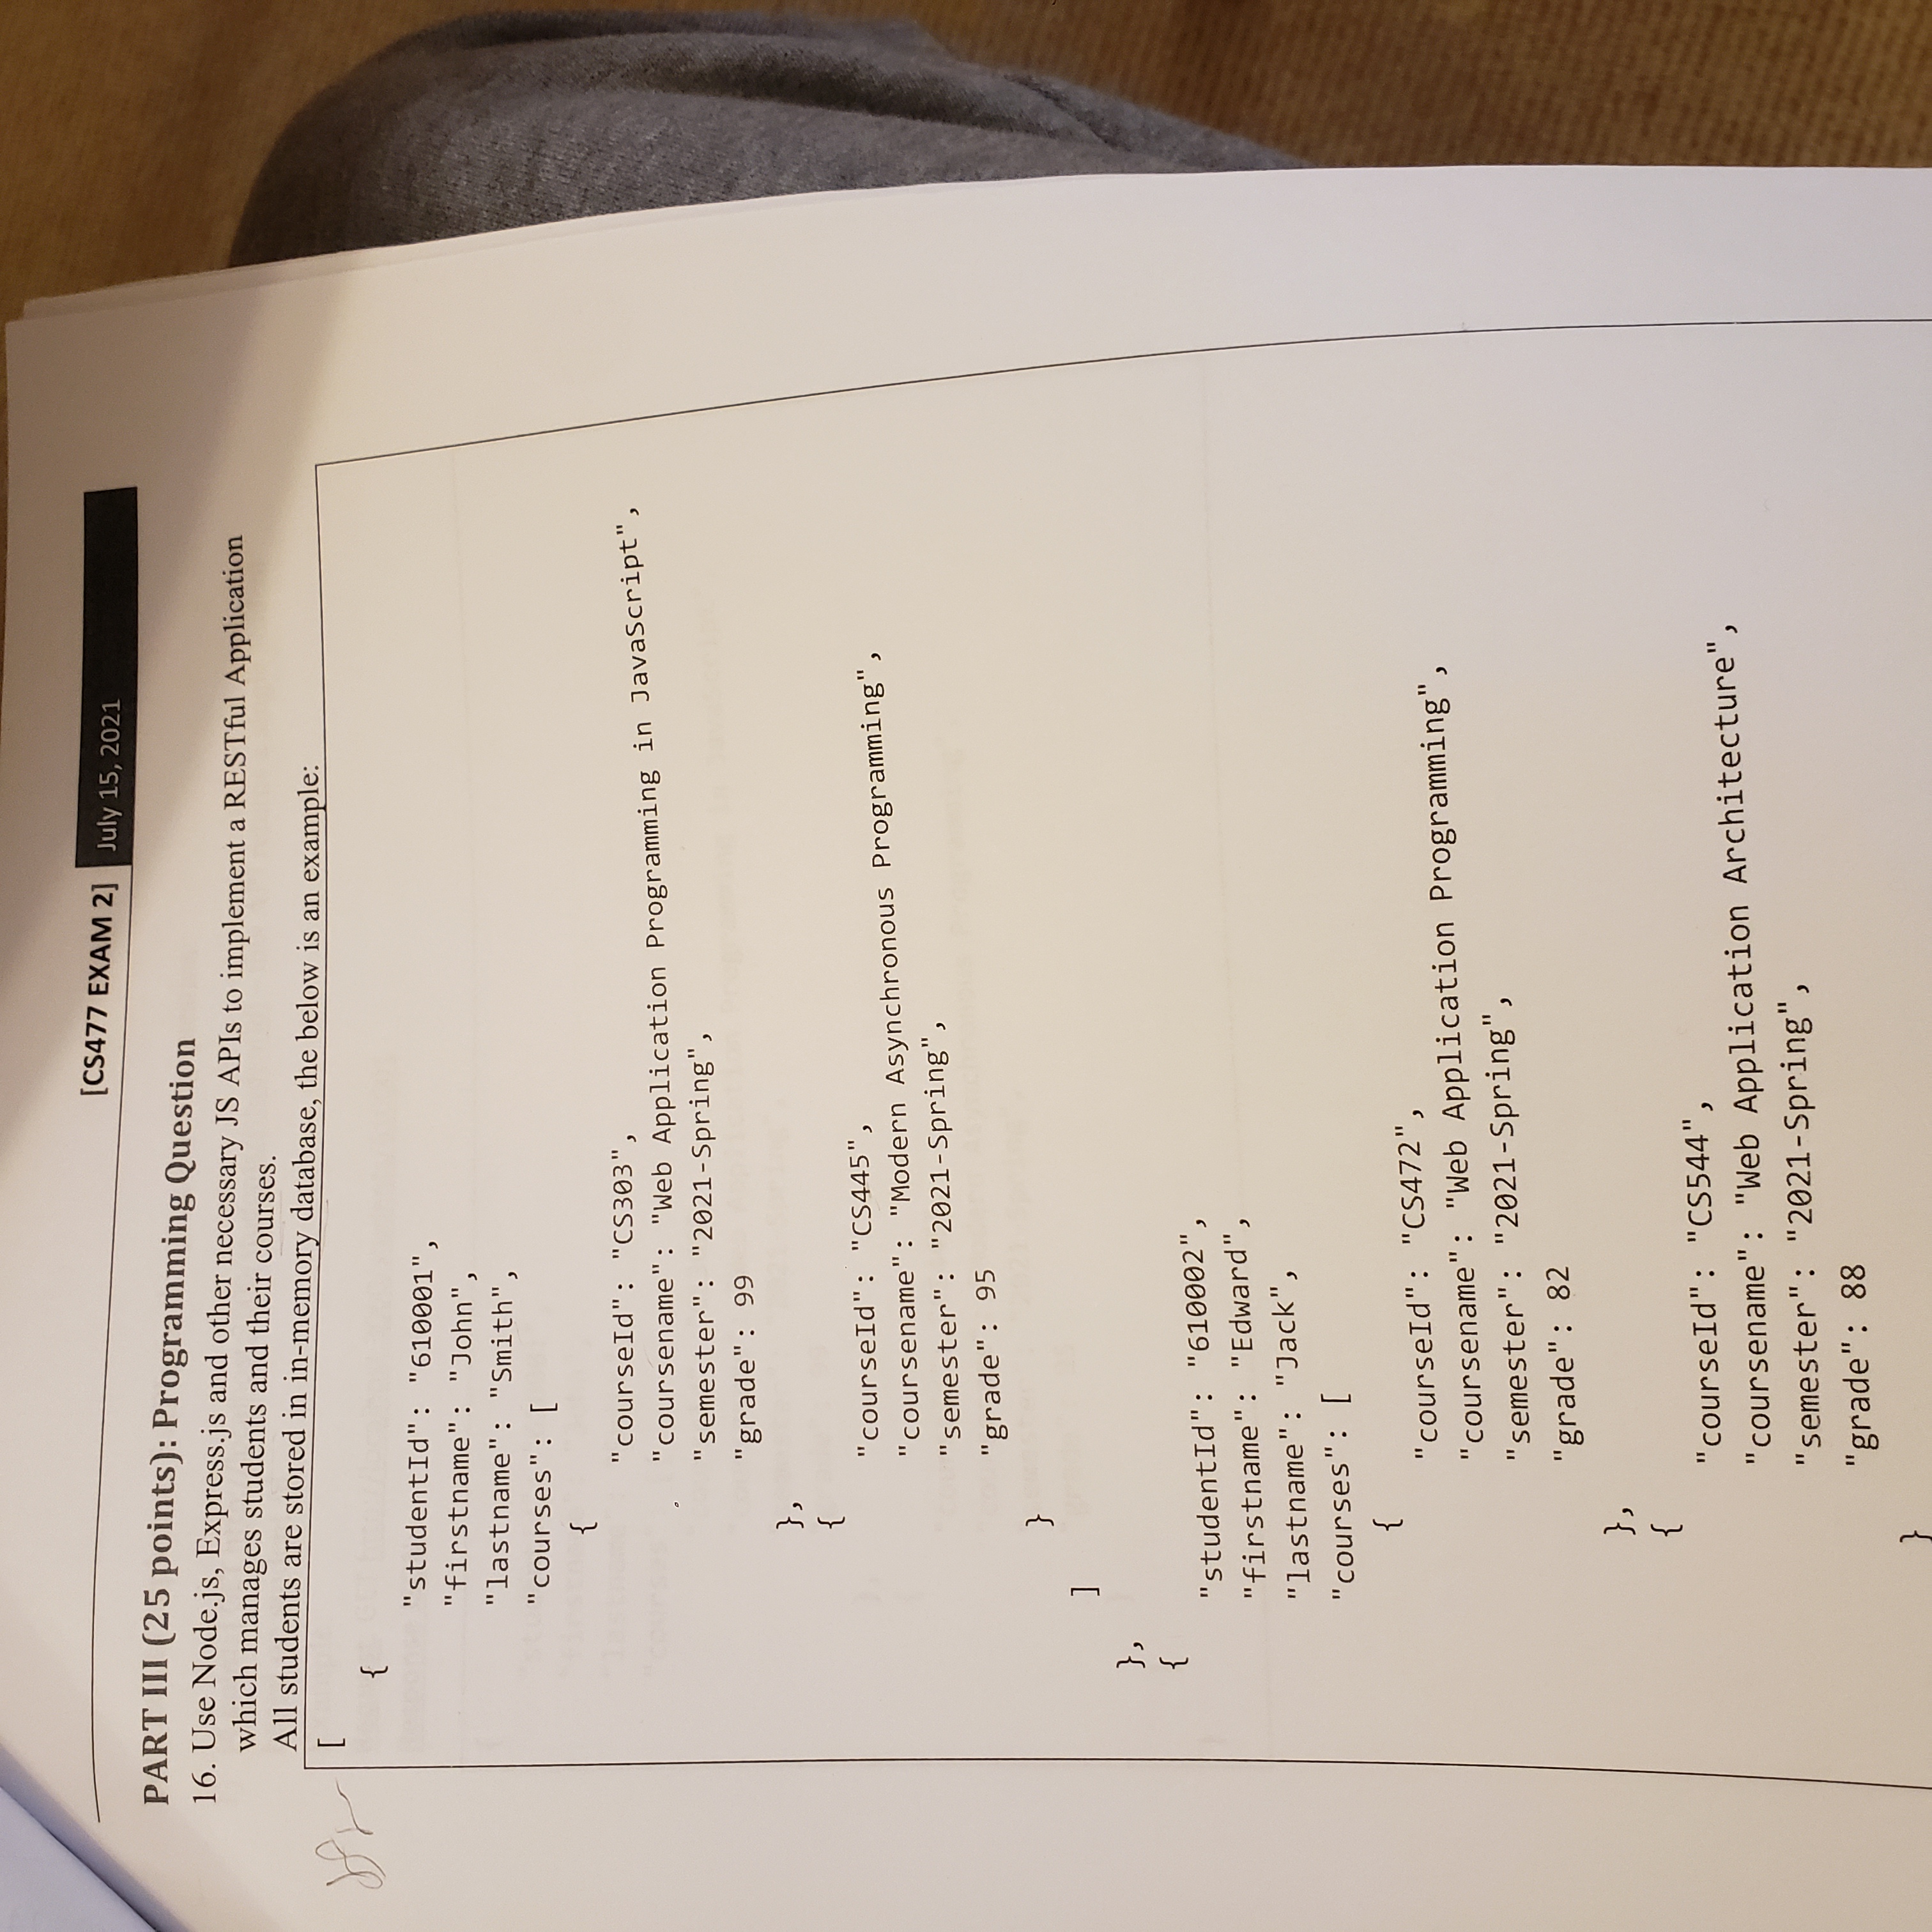 [CS477 EXAM 2] July 15, 2021
PART III (25 points): Programming Question
16. Use Node.js, Express.js and other necessary JS APIs to implement a RESTful Application
which manages students and their courses.
All students are stored in in-memory database, the below is an example:
[
{
"studentId": "610001",
"firstname": "John",
"lastname": "Smith",
"courses": [
{
"courseId": "CS303",
"coursename": "Web Application Programming in JavaScript",
"semester": "2021-Spring",
"grade": 99
},
{
"courseId": "CS445",
"coursename": "Modern Asynchronous Programming",
"semester": "2021-Spring",
"grade": 95
}
]
},
{
"studentId": "610002",
"firstname": "Edward",
"lastname": "Jack",
"courses": [
{
"courseId": "CS472",
"coursename": "Web Application Programming",
"semester": "2021-Spring",
"grade": 82
},
{
"courseId": "CS544",
"coursename": "Web Application Architecture",
"semester": "2021-Spring",
"grade": 88
}